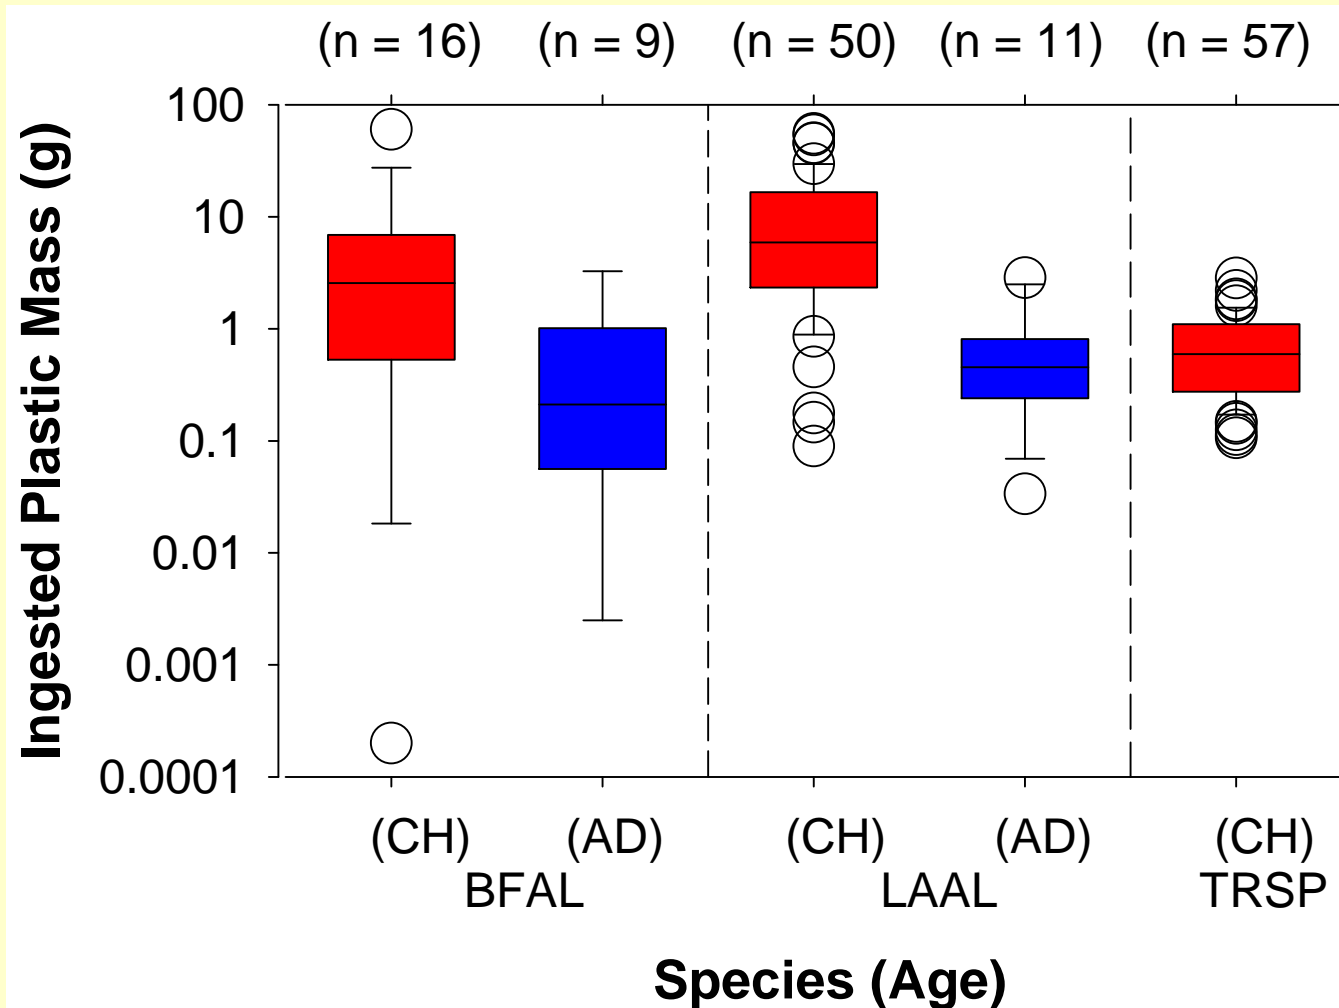 (n = 16) (n = 9) (n = 50) (n = 11) (n = 57)
Ingested Plastic Mass (g)
100
10
1
0.1
0.01
0.001
0.0001
(CH) (AD) (CH) (AD) (CH)
BFAL LAAL TRSP
Species (Age)